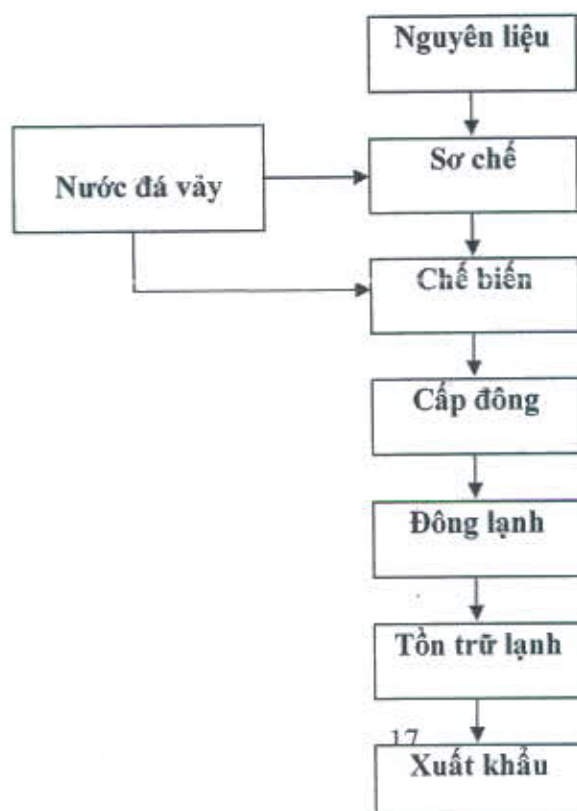 Nguyên liệu
Sơ chế
Nước đá vảy
Chế biến
Cấp đông
Đông lạnh
Tồn trữ lạnh
17
Xuất khẩu